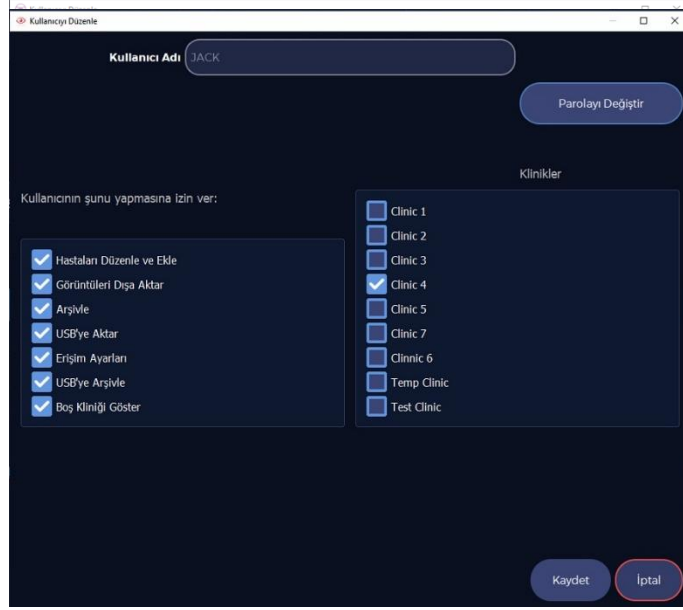 Kullanıcıyı Düzenle
Kullanıcı Adı JACK
Parolayı Değiştir
Klinikler
Kullanıcının şunu yapmasına izin ver:
Hastaları Düzenle ve Ekle
Görüntüleri Dışa Aktar
Arşivle
USB'ye Aktar
Erişim Ayarları
USB'ye Arşivle
Boş Kliniği Göster
Clinic 1
Clinic 2
Clinic 3
Clinic 4
Clinic 5
Clinic 7
Clinnic 6
Temp Clinic
Test Clinic
Kaydet
İptal